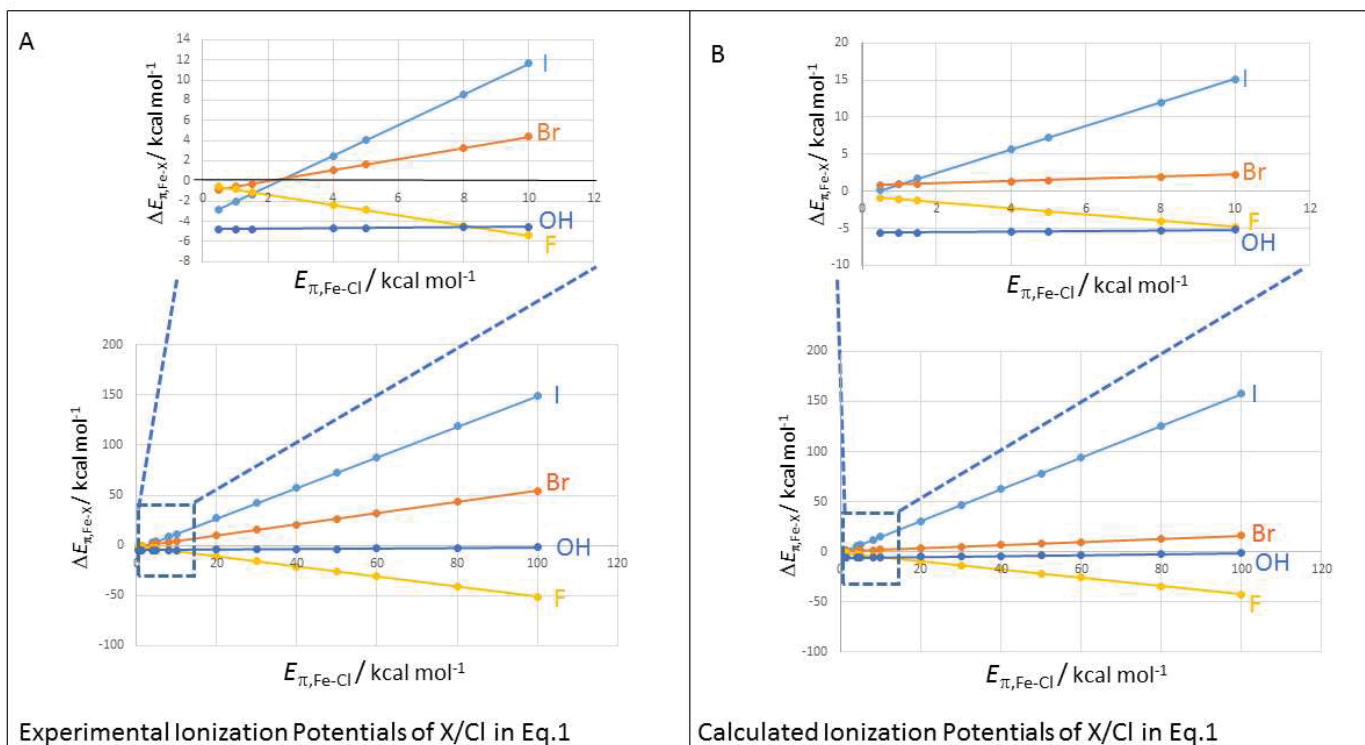 A
ΔEπ,Fe-X / kcal mol-1
14
12
10
8
6
4
2
0
-2
-4
-6
-8
0
2
4
6
8
10
12
I
Br
OH
F
Eπ,Fe-Cl / kcal mol-1
ΔEπ,Fe-X / kcal mol-1
200
150
100
50
0
-50
-100
0
20
40
60
80
100
120
I
Br
OH
F
Eπ,Fe-Cl / kcal mol-1
Experimental Ionization Potentials of X/Cl in Eq.1
B
ΔEπ,Fe-X / kcal mol-1
20
15
10
5
0
-5
-10
0
2
4
6
8
10
12
I
Br
F
OH
Eπ,Fe-Cl / kcal mol-1
ΔEπ,Fe-X / kcal mol-1
200
150
100
50
0
-50
-100
0
20
40
60
80
100
120
I
Br
OH
F
Eπ,Fe-Cl / kcal mol-1
Calculated Ionization Potentials of X/Cl in Eq.1